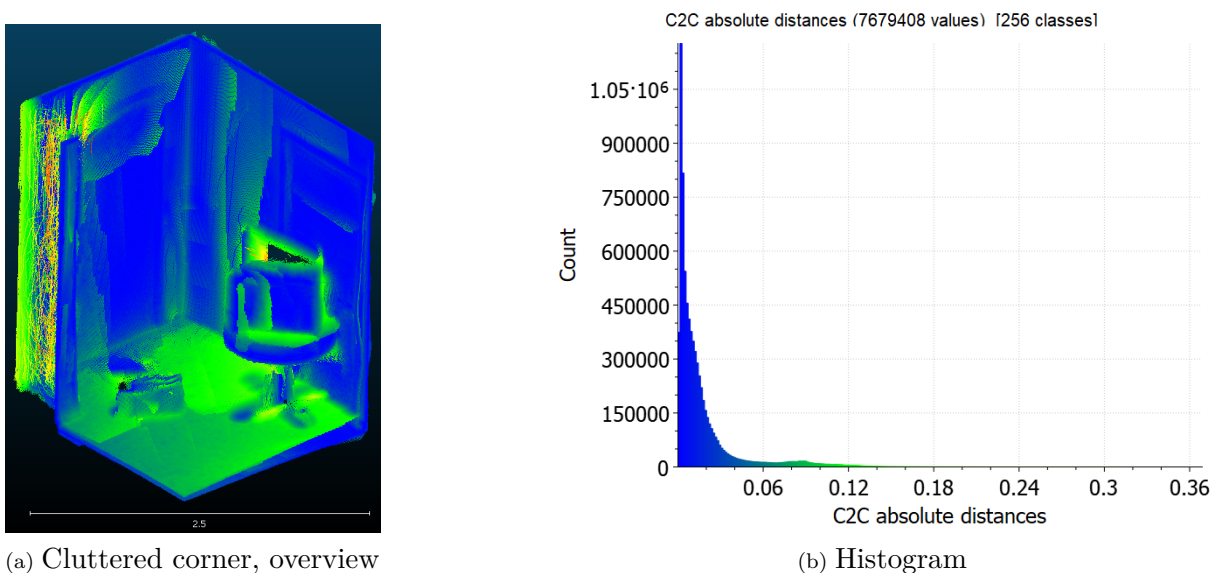 C2C absolute distances (7679408 values) [256 classes]
1.05·10⁶
900000
750000
600000
450000
300000
150000
0
Count
0.06 0.12 0.18 0.24 0.3 0.36
C2C absolute distances
2.5
(a) Cluttered corner, overview
(b) Histogram